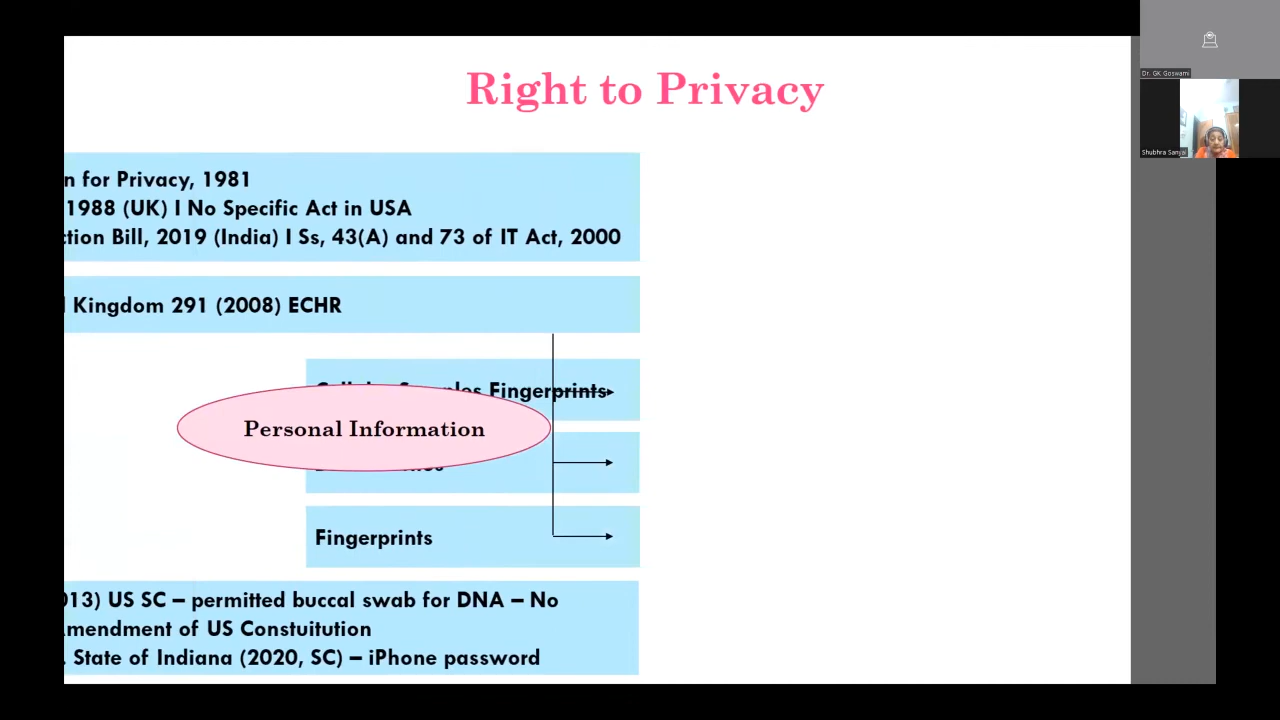 Right to Privacy
n for Privacy, 1981
1988 (UK) I No Specific Act in USA
ction Bill, 2019 (India) I Ss, 43(A) and 73 of IT Act, 2000
Kingdom 291 (2008) ECHR
Fingerprints
Personal Information
Fingerprints
013) US SC – permitted buccal swab for DNA – No
mendment of US Constuitution
. State of Indiana (2020, SC) – iPhone password
Dr. GK Goswami
Shubhra Sanyal